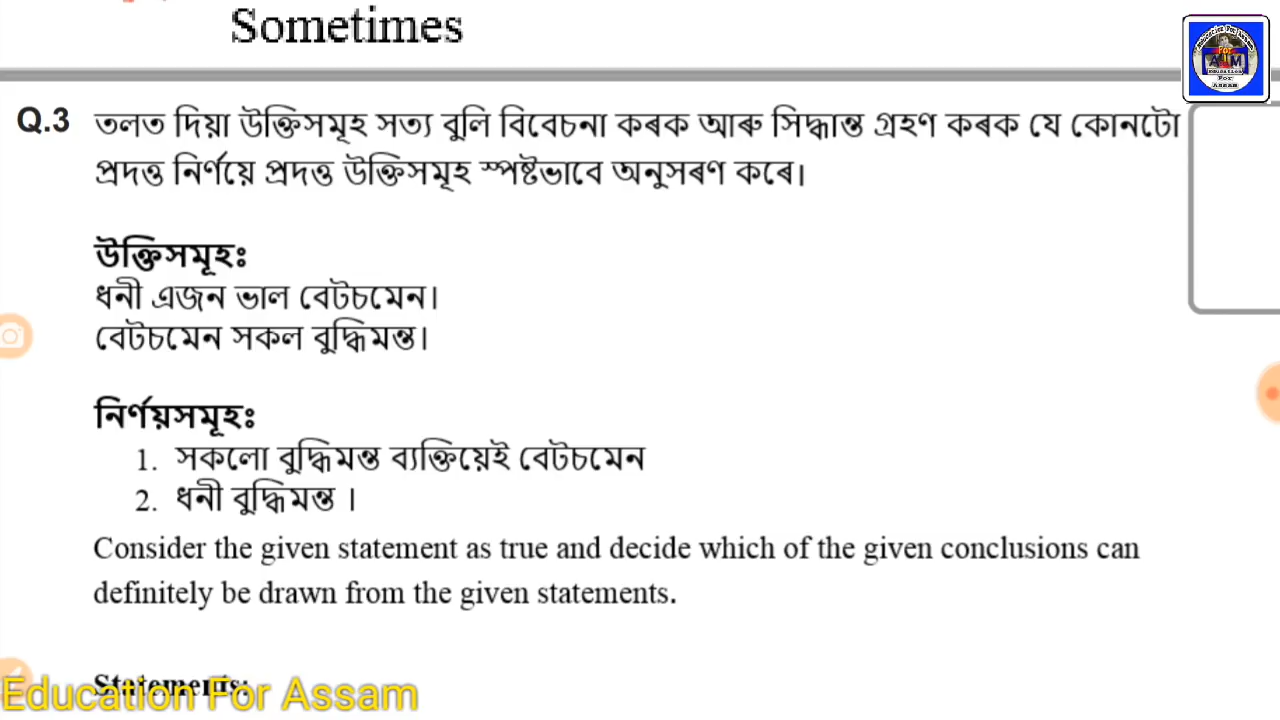 Sometimes
Q.3 তলত দিয়া উক্তিসমূহ সত্য বুলি বিবেচনা কৰক আৰু সিদ্ধান্ত গ্ৰহণ কৰক যে কোনটো
প্ৰদত্ত নিৰ্ণয়ে প্ৰদত্ত উক্তিসমূহ স্পষ্টভাবে অনুসৰণ কৰে।
উক্তিসমূহঃ
ধনী এজন ভাল বেটচমেন।
বেটচমেন সকল বুদ্ধিমন্ত।
নিৰ্ণয়সমূহঃ
1. সকলো বুদ্ধিমন্ত ব্যক্তিয়েই বেটচমেন
2. ধনী বুদ্ধিমন্ত ।
Consider the given statement as true and decide which of the given conclusions can
definitely be drawn from the given statements.
Statements:
Education For Assam